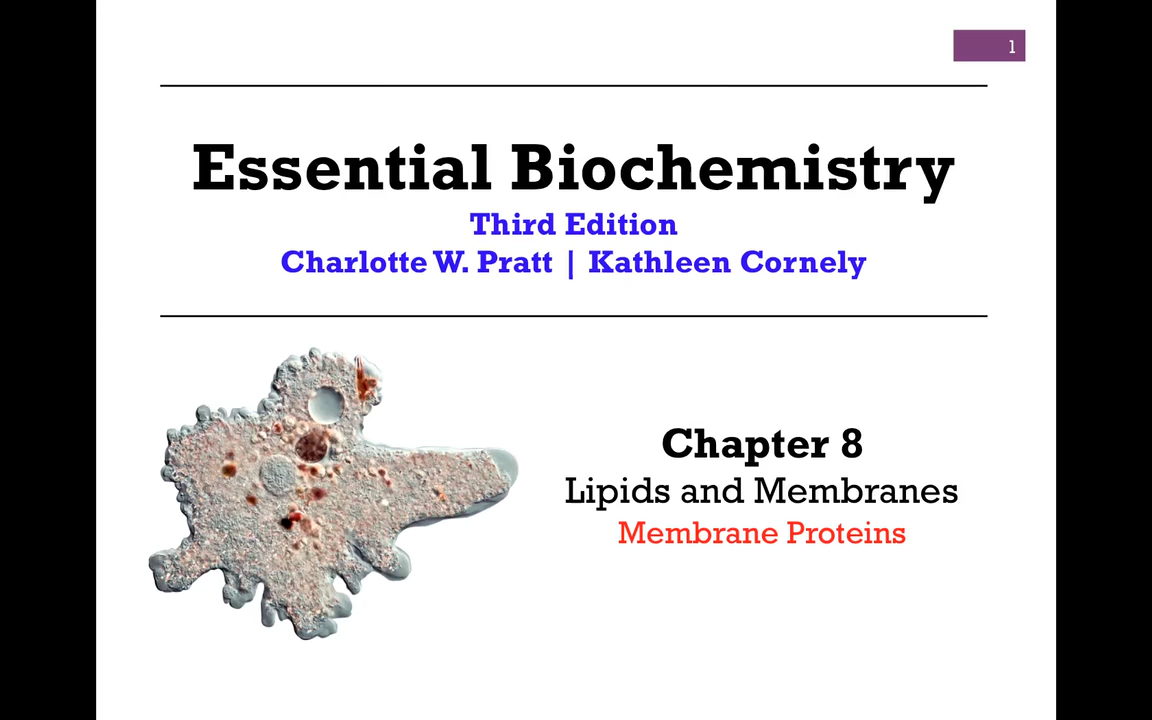 1
Essential Biochemistry
Third Edition
Charlotte W. Pratt | Kathleen Cornely
Chapter 8
Lipids and Membranes
Membrane Proteins